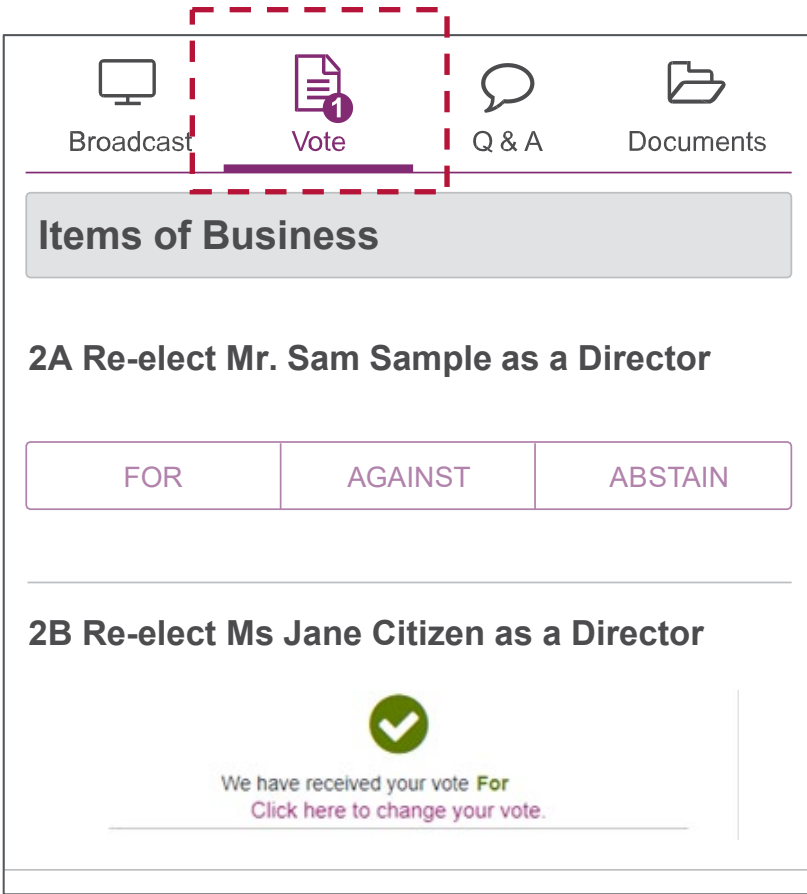 1
Broadcast Vote Q & A Documents
Items of Business
2A Re-elect Mr. Sam Sample as a Director
FOR AGAINST ABSTAIN
2B Re-elect Ms Jane Citizen as a Director
We have received your vote For
Click here to change your vote.